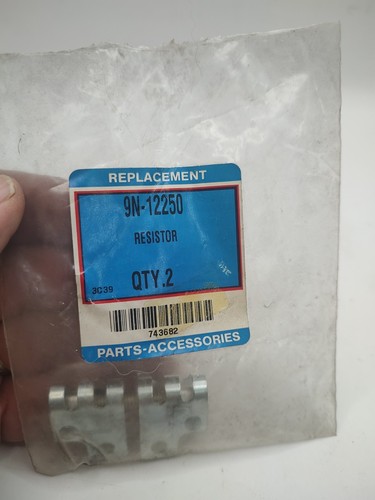 REPLACEMENT
9N-12250
RESISTOR
3C39 QTY.2
743682
PARTS-ACCESSORIES